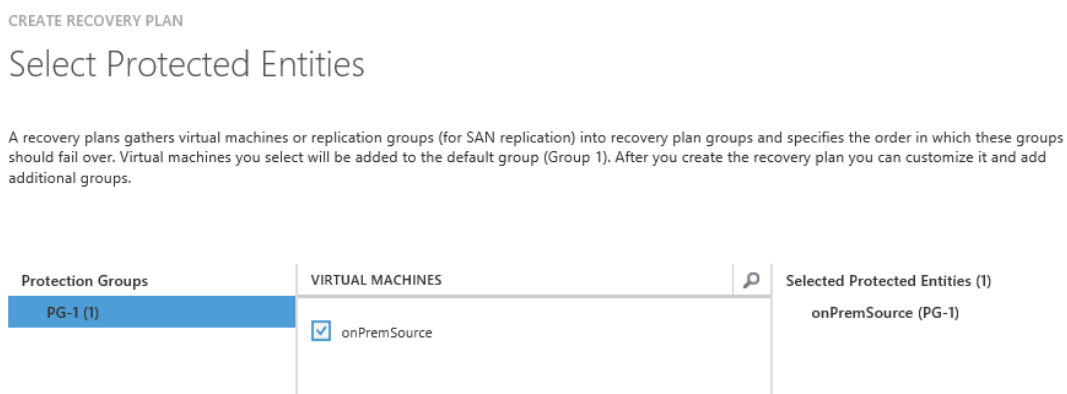 CREATE RECOVERY PLAN
Select Protected Entities
A recovery plans gathers virtual machines or replication groups (for SAN replication) into recovery plan groups and specifies the order in which these groups
should fail over. Virtual machines you select will be added to the default group (Group 1). After you create the recovery plan you can customize it and add
additional groups.
Protection Groups
PG-1 (1)
VIRTUAL MACHINES
onPremSource
Selected Protected Entities (1)
onPremSource (PG-1)